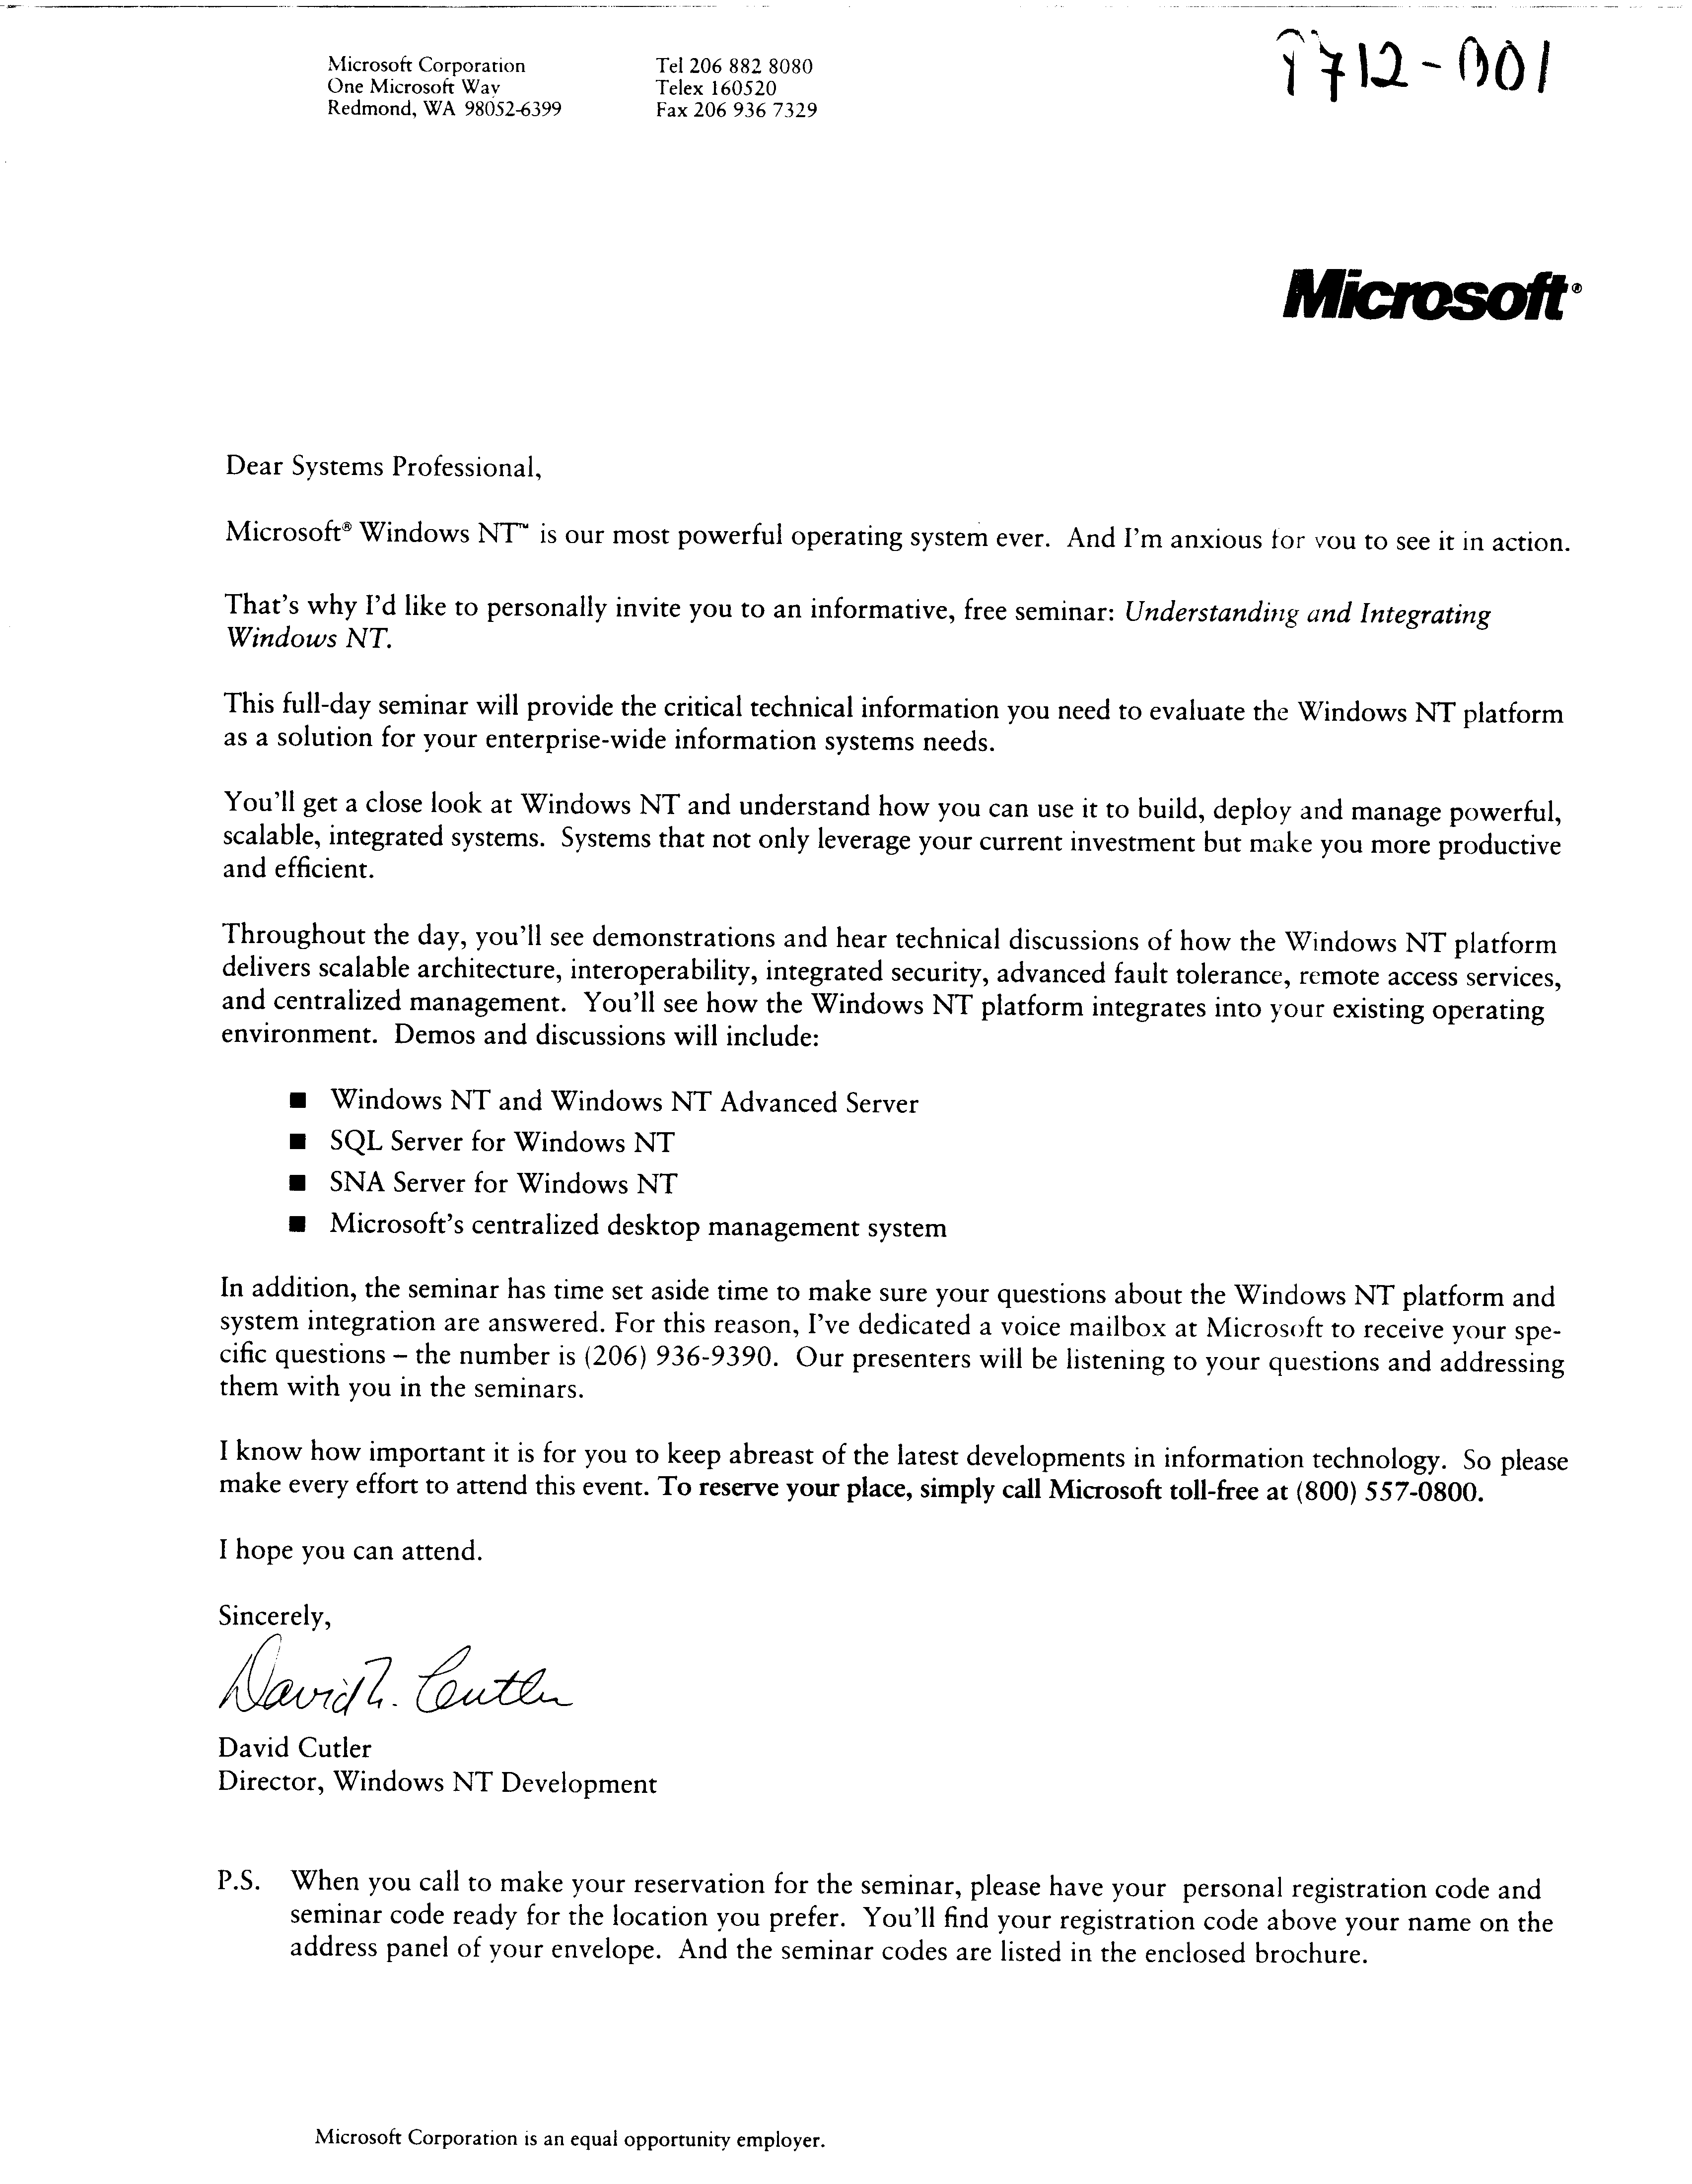 Microsoft Corporation
One Microsoft Way
Redmond, WA 98052-6399
Tel 206 882 8080
Telex 160520
Fax 206 936 7329
Microsoft®
Dear Systems Professional,
Microsoft® Windows NT™ is our most powerful operating system ever. And I'm anxious for you to see it in action.
That's why I'd like to personally invite you to an informative, free seminar: Understanding and Integrating
Windows NT.
This full-day seminar will provide the critical technical information you need to evaluate the Windows NT platform
as a solution for your enterprise-wide information systems needs.
You'll get a close look at Windows NT and understand how you can use it to build, deploy and manage powerful,
scalable, integrated systems. Systems that not only leverage your current investment but make you more productive
and efficient.
Throughout the day, you'll see demonstrations and hear technical discussions of how the Windows NT platform
delivers scalable architecture, interoperability, integrated security, advanced fault tolerance, remote access services,
and centralized management. You'll see how the Windows NT platform integrates into your existing operating
environment. Demos and discussions will include:
■ Windows NT and Windows NT Advanced Server
■ SQL Server for Windows NT
■ SNA Server for Windows NT
■ Microsoft's centralized desktop management system
In addition, the seminar has time set aside time to make sure your questions about the Windows NT platform and
system integration are answered. For this reason, I've dedicated a voice mailbox at Microsoft to receive your spe-
cific questions – the number is (206) 936-9390. Our presenters will be listening to your questions and addressing
them with you in the seminars.
I know how important it is for you to keep abreast of the latest developments in information technology. So please
make every effort to attend this event. To reserve your place, simply call Microsoft toll-free at (800) 557-0800.
I hope you can attend.
Sincerely,
David N. Cutler
David Cutler
Director, Windows NT Development
P.S. When you call to make your reservation for the seminar, please have your personal registration code and
seminar code ready for the location you prefer. You'll find your registration code above your name on the
address panel of your envelope. And the seminar codes are listed in the enclosed brochure.
Microsoft Corporation is an equal opportunity employer.